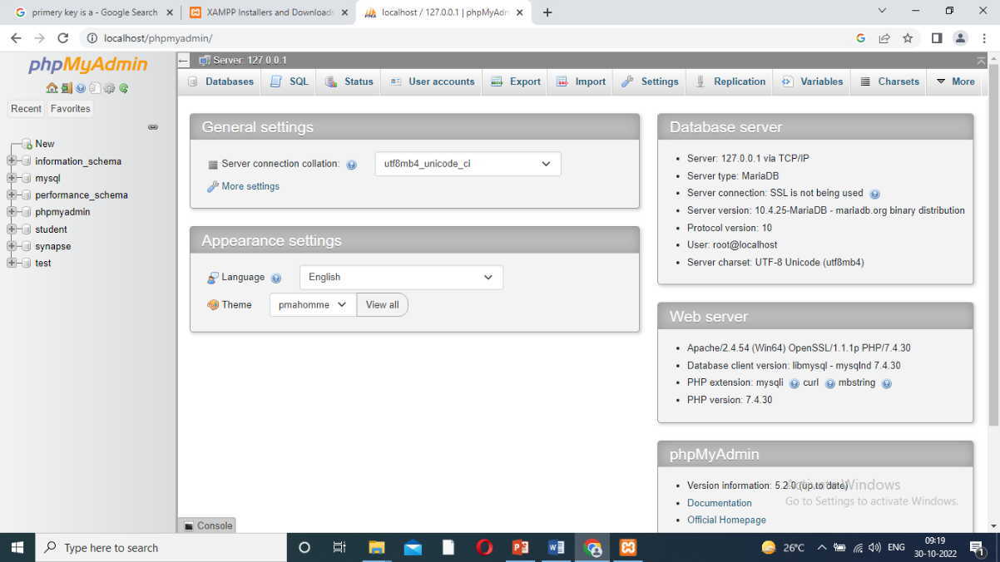 primery key is a - Google Search
XAMPP Installers and Downloads
localhost / 127.0.0.1 | phpMyAdm
localhost/phpmyadmin/
phpMyAdmin
Recent Favorites
New
information_schema
mysql
performance_schema
phpmyadmin
student
synapse
test
Server: 127.0.0.1
Databases SQL Status User accounts Export Import Settings Replication Variables Charsets More
General settings
Server connection collation: utf8mb4_unicode_ci
More settings
Appearance settings
Language English
Theme pmahomme View all
Database server
Server: 127.0.0.1 via TCP/IP
Server type: MariaDB
Server connection: SSL is not being used
Server version: 10.4.25-MariaDB - mariadb.org binary distribution
Protocol version: 10
User: root@localhost
Server charset: UTF-8 Unicode (utf8mb4)
Web server
Apache/2.4.54 (Win64) OpenSSL/1.1.1p PHP/7.4.30
Database client version: libmysql - mysqlnd 7.4.30
PHP extension: mysqli curl mbstring
PHP version: 7.4.30
phpMyAdmin
Version information: 5.2.0 (up to date)
Documentation
Official Homepage
Activate Windows
Go to Settings to activate Windows.
Console
Type here to search
26°C
ENG
09:19
30-10-2022
1